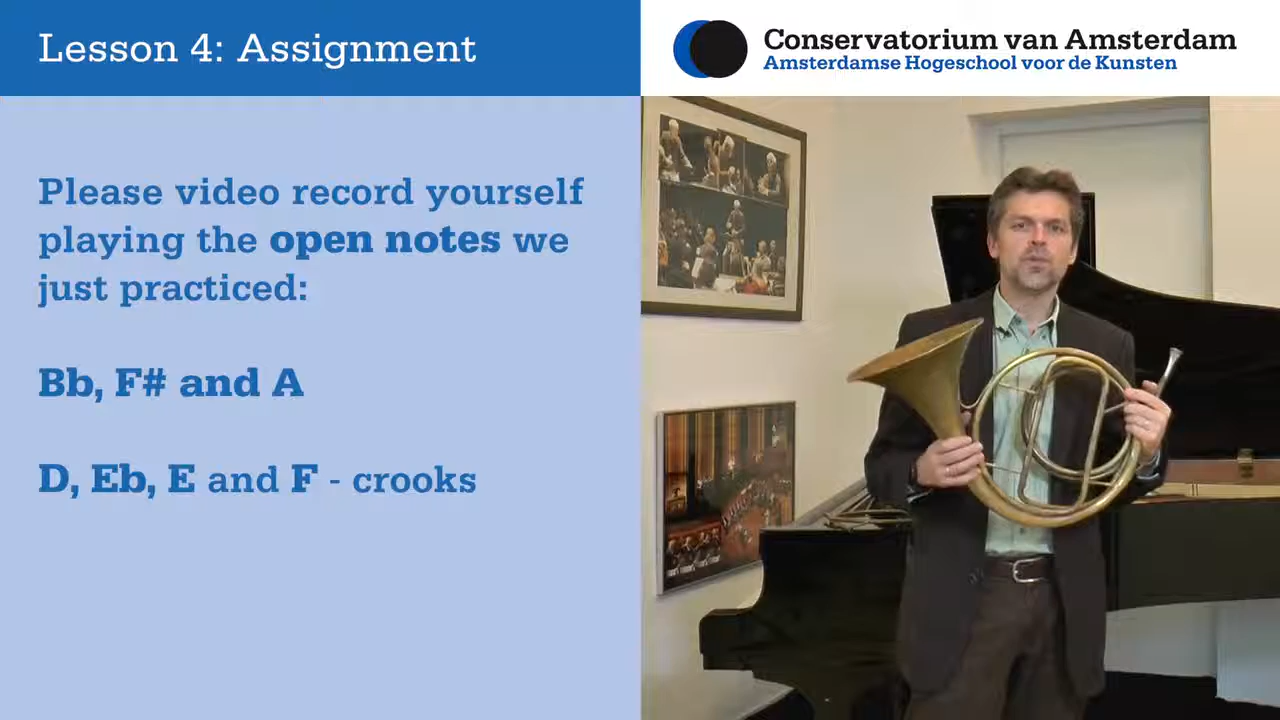 Lesson 4: Assignment
Conservatorium van Amsterdam
Amsterdamse Hogeschool voor de Kunsten
Please video record yourself
playing the open notes we
just practiced:
Bb, F# and A
D, Eb, E and F - crooks